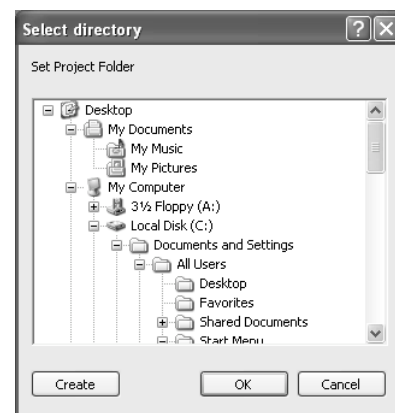 Select directory
Set Project Folder
Desktop
My Documents
My Music
My Pictures
My Computer
3½ Floppy (A:)
Local Disk (C:)
Documents and Settings
All Users
Desktop
Favorites
Shared Documents
Start Menu
Create OK Cancel